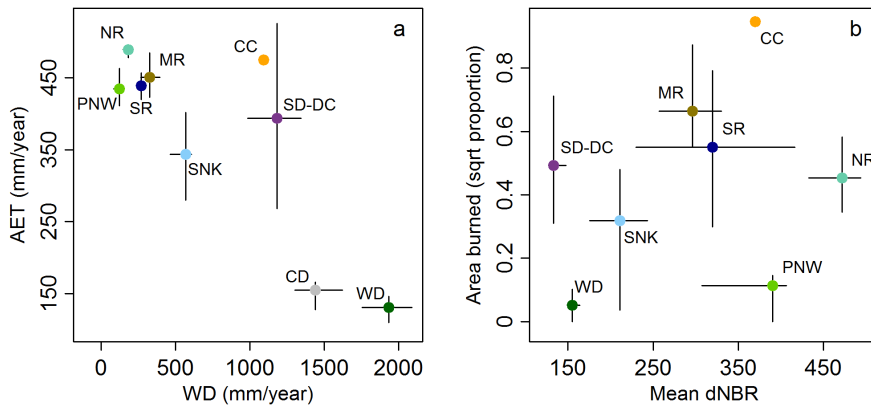 a
NR
MR
CC
PNW
SR
SD-DC
SNK
CD
WD
450
350
250
150
AET (mm/year)
0
500
1000
1500
2000
WD (mm/year)
b
CC
MR
SR
SD-DC
NR
SNK
PNW
WD
0.8
0.6
0.4
0.2
0
Area burned (sqrt proportion)
150
250
350
450
Mean dNBR